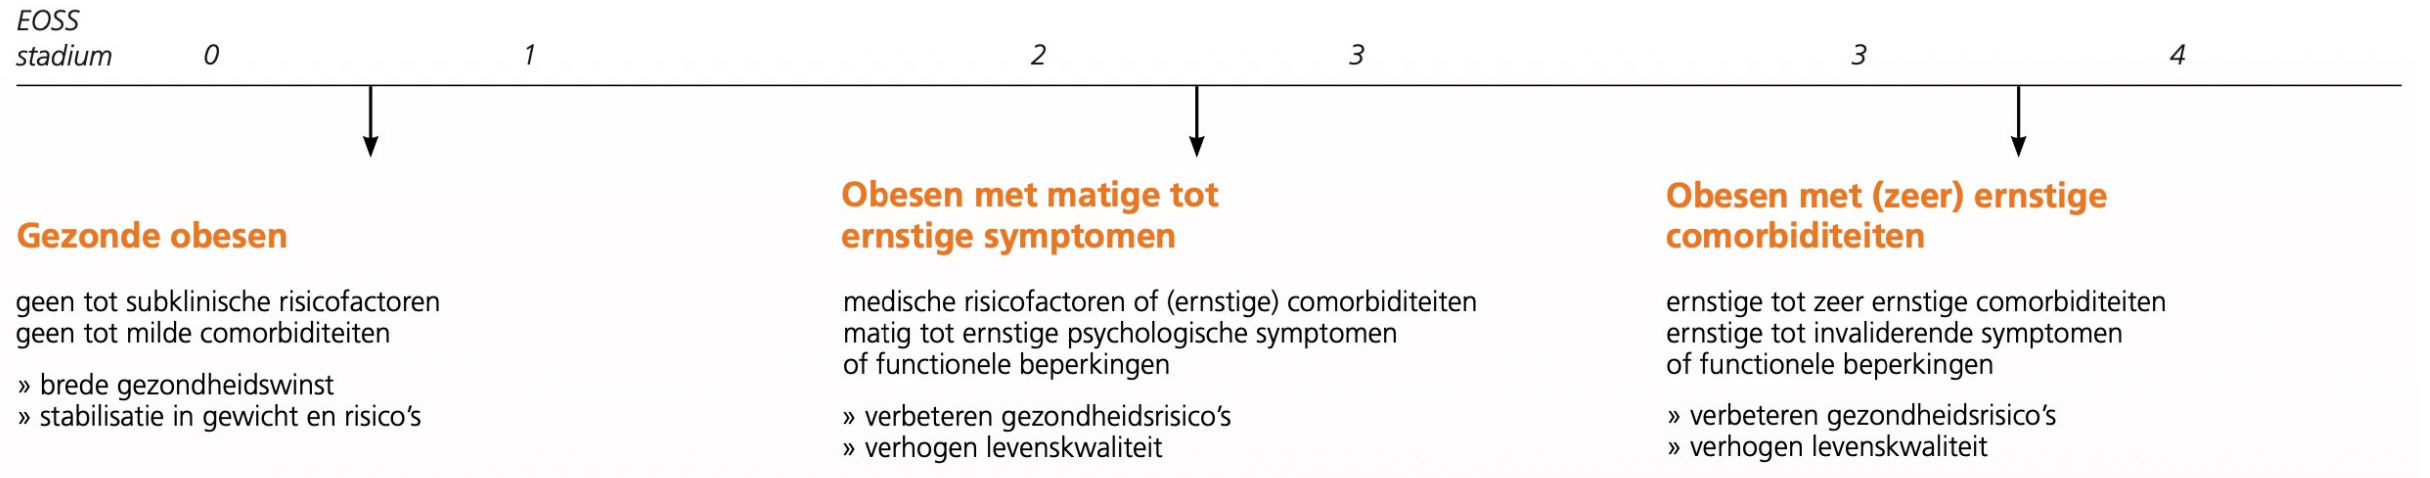 EOSS
stadium 0 1 2 3 3 4
Gezonde obesen
geen tot subklinische risicofactoren
geen tot milde comorbiditeiten
» brede gezondheidswinst
» stabilisatie in gewicht en risico’s
Obesen met matige tot
ernstige symptomen
medische risicofactoren of (ernstige) comorbiditeiten
matig tot ernstige psychologische symptomen
of functionele beperkingen
» verbeteren gezondheidsrisico’s
» verhogen levenskwaliteit
Obesen met (zeer) ernstige
comorbiditeiten
ernstige tot zeer ernstige comorbiditeiten
ernstige tot invaliderende symptomen
of functionele beperkingen
» verbeteren gezondheidsrisico’s
» verhogen levenskwaliteit